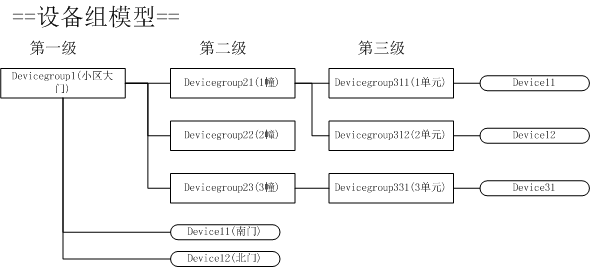 ==设备组模型==
第一级 第二级 第三级
Devicegroup1(小区大
门)
Devicegroup21(1幢) Devicegroup311(1单元) Device11
Devicegroup22(2幢) Devicegroup312(2单元) Device12
Devicegroup23(3幢) Devicegroup331(3单元) Device31
Device11(南门)
Device12(北门)